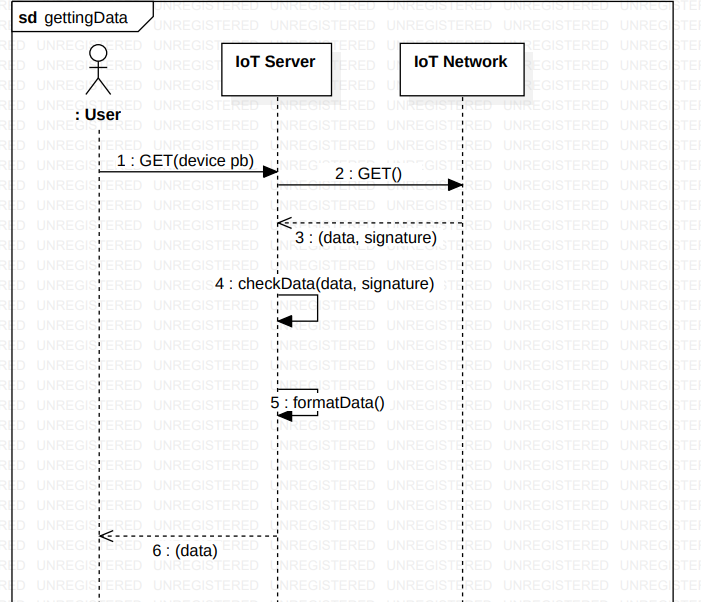 sd gettingData
IoT Server
IoT Network
: User
1 : GET(device pb)
2 : GET()
3 : (data, signature)
4 : checkData(data, signature)
5 : formatData()
6 : (data)
UNREGISTERED